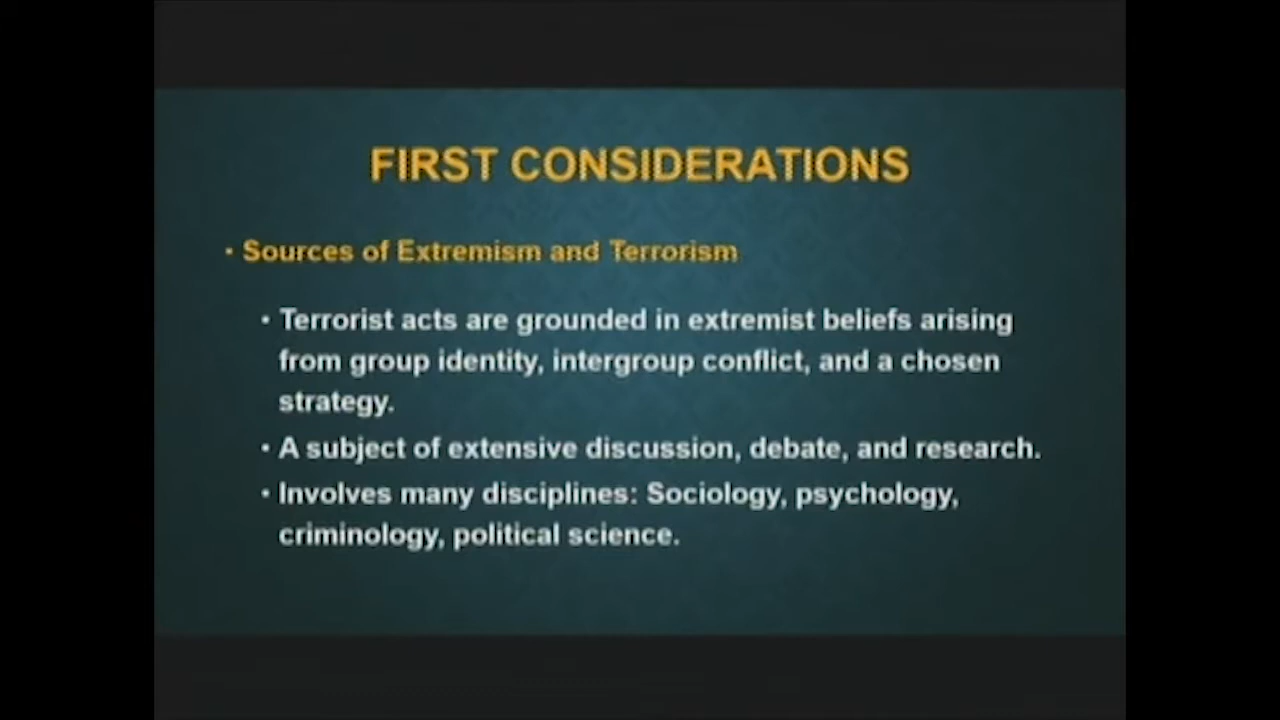 FIRST CONSIDERATIONS
• Sources of Extremism and Terrorism
• Terrorist acts are grounded in extremist beliefs arising
from group identity, intergroup conflict, and a chosen
strategy.
• A subject of extensive discussion, debate, and research.
• Involves many disciplines: Sociology, psychology,
criminology, political science.